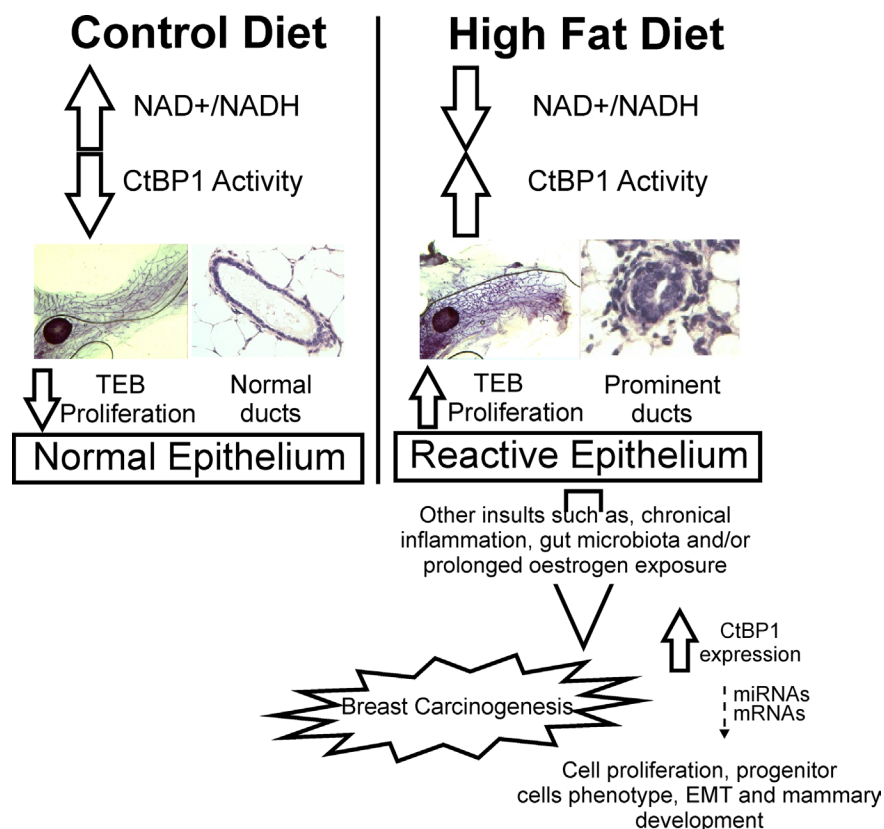 Control Diet
NAD+/NADH
CtBP1 Activity
TEB
Proliferation
Normal
ducts
Normal Epithelium
High Fat Diet
NAD+/NADH
CtBP1 Activity
TEB
Proliferation
Prominent
ducts
Reactive Epithelium
Other insults such as, chronical
inflammation, gut microbiota and/or
prolonged oestrogen exposure
CtBP1
expression
miRNAs
mRNAs
Breast Carcinogenesis
Cell proliferation, progenitor
cells phenotype, EMT and mammary
development